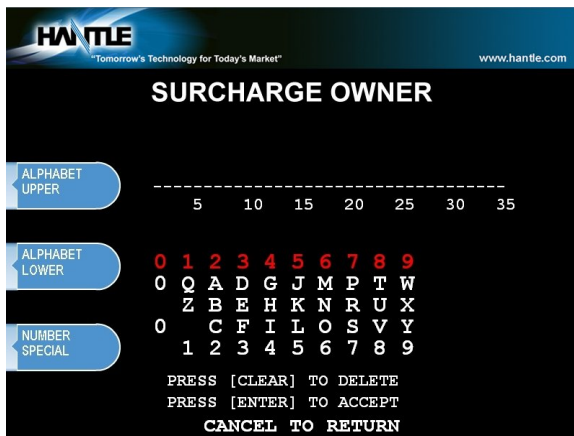 HANTLE
"Tomorrow's Technology for Today's Market"
www.hantle.com
SURCHARGE OWNER
ALPHABET
UPPER
-----------------------------------
5 10 15 20 25 30 35
ALPHABET
LOWER
0 1 2 3 4 5 6 7 8 9
0 Q A D G J M P T W
Z B E H K N R U X
0 C F I L O S V Y
1 2 3 4 5 6 7 8 9
NUMBER
SPECIAL
PRESS [CLEAR] TO DELETE
PRESS [ENTER] TO ACCEPT
CANCEL TO RETURN